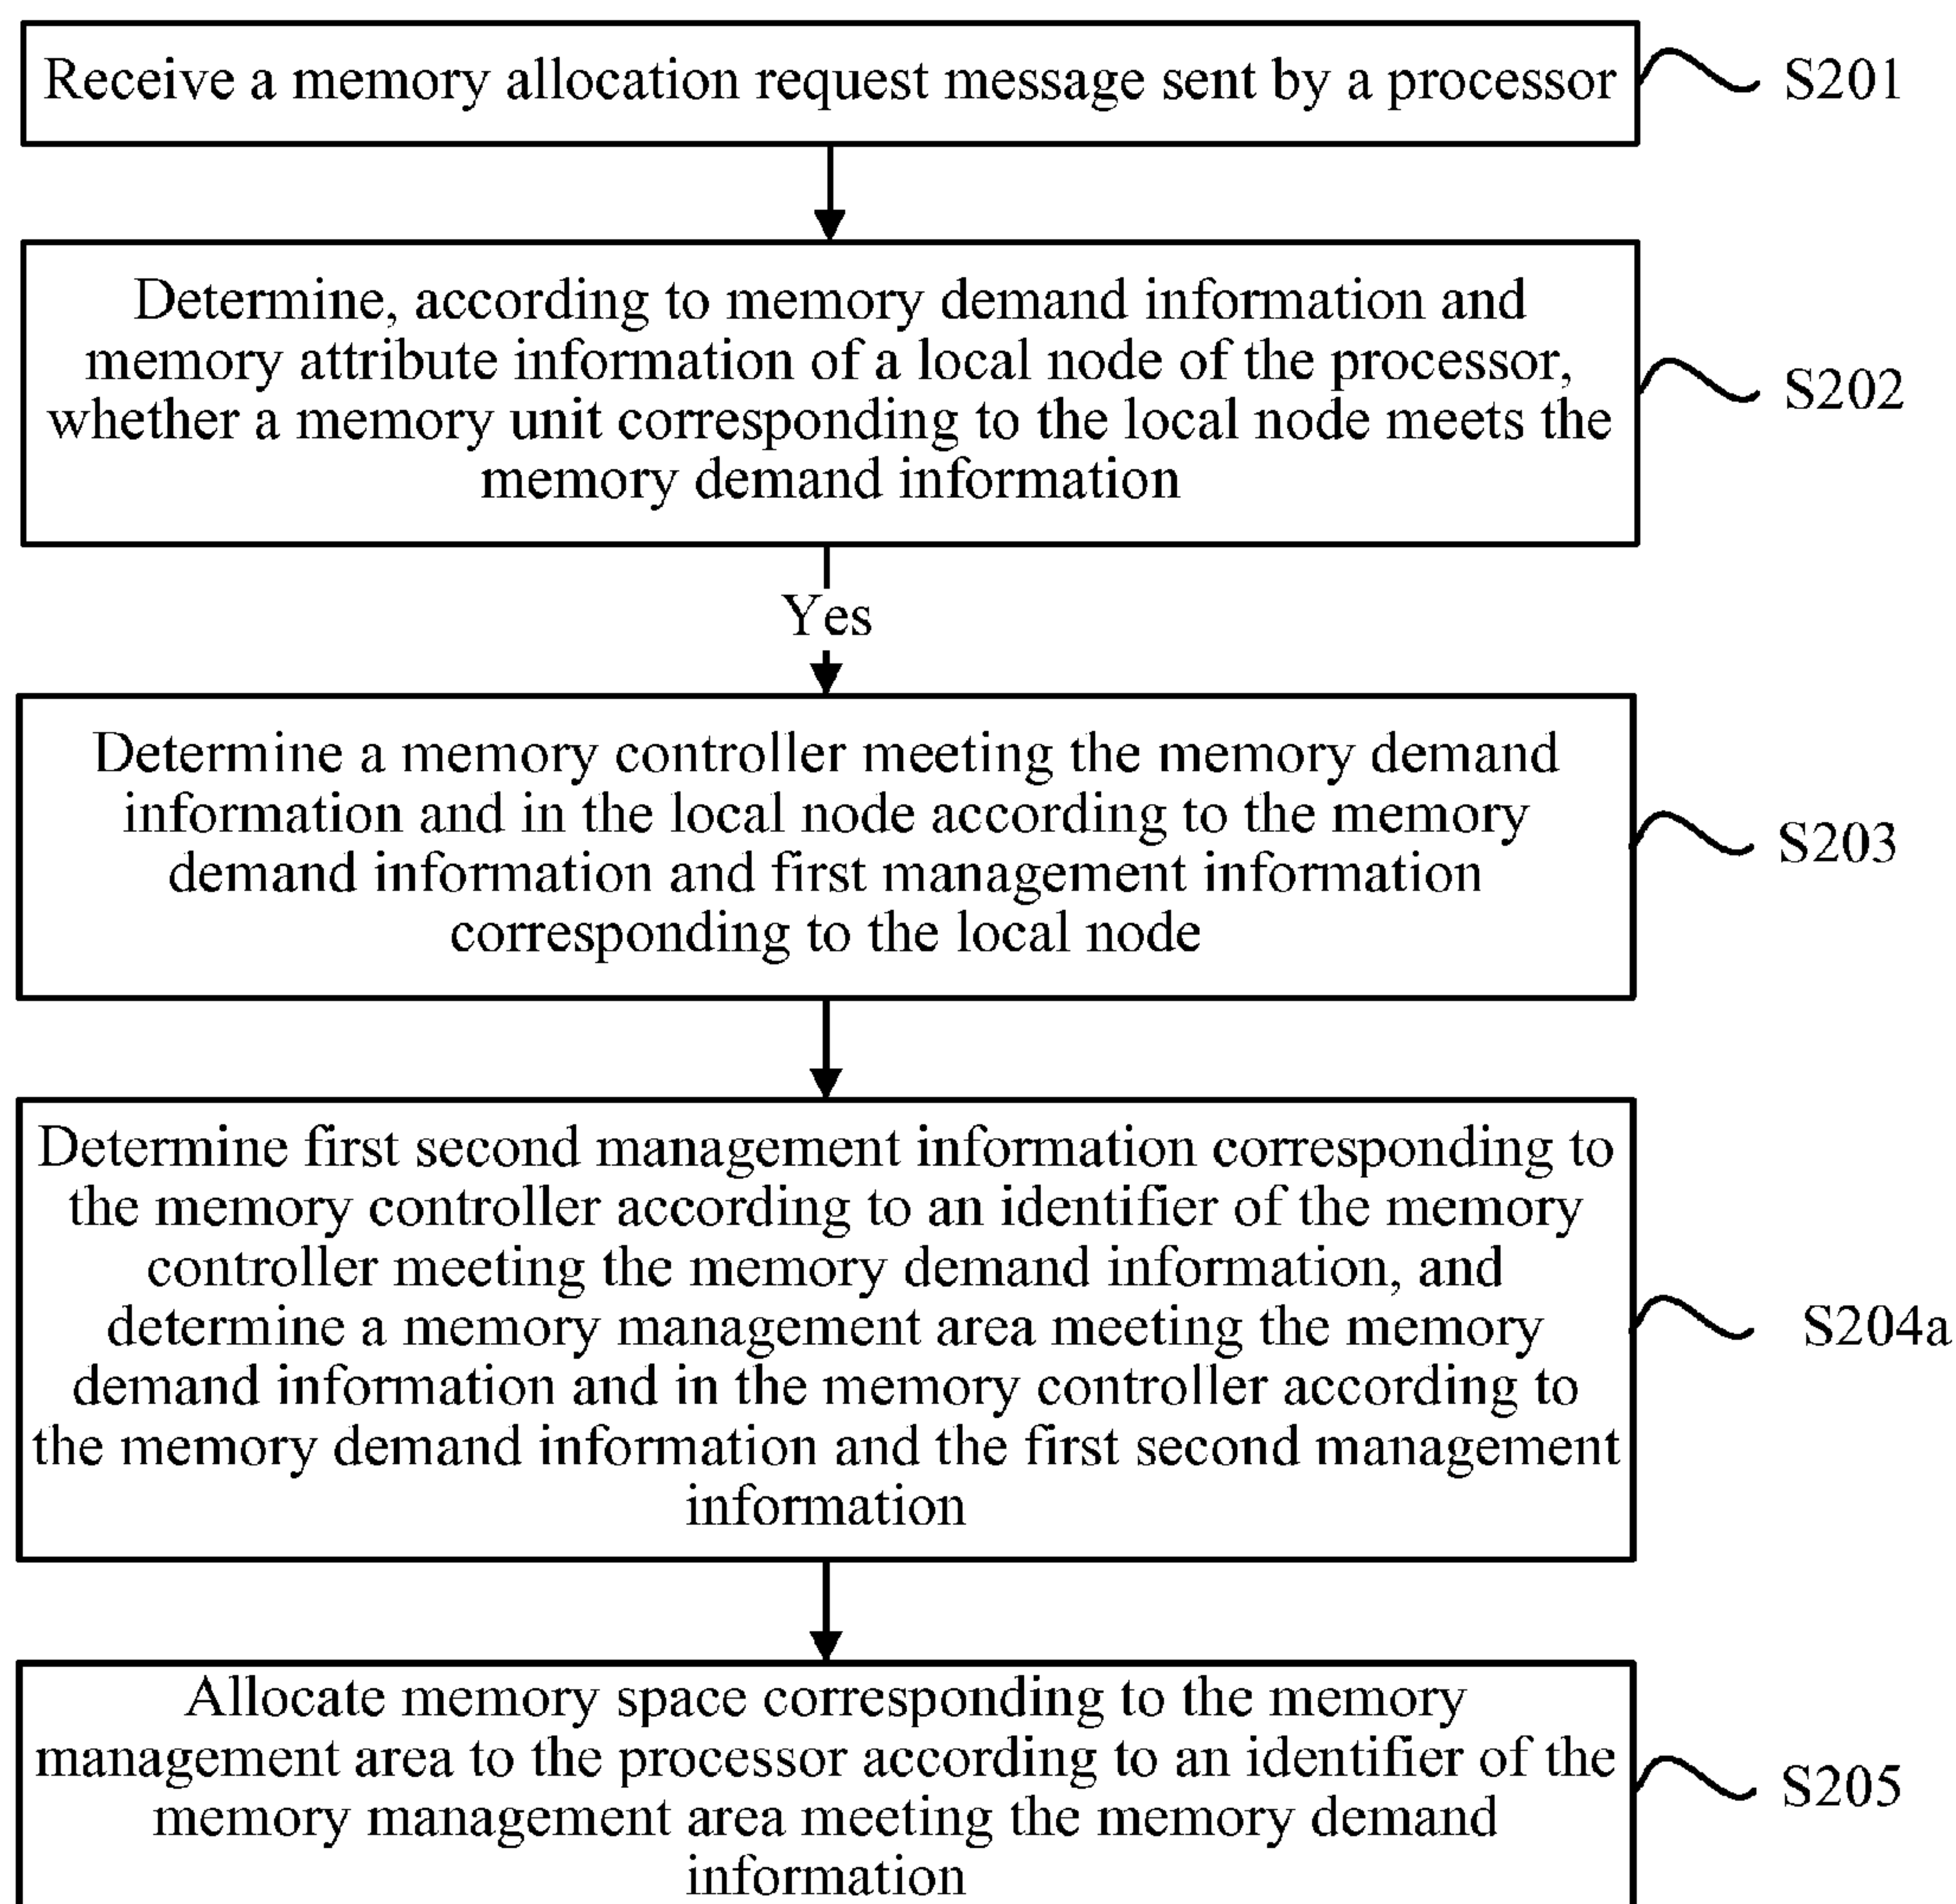 Receive a memory allocation request message sent by a processor
S201
Determine, according to memory demand information and
memory attribute information of a local node of the processor,
whether a memory unit corresponding to the local node meets the
memory demand information
S202
Yes
Determine a memory controller meeting the memory demand
information and in the local node according to the memory
demand information and first management information
corresponding to the local node
S203
Determine first second management information corresponding to
the memory controller according to an identifier of the memory
controller meeting the memory demand information, and
determine a memory management area meeting the memory
demand information and in the memory controller according to
the memory demand information and the first second management
information
S204a
Allocate memory space corresponding to the memory
management area to the processor according to an identifier of the
memory management area meeting the memory demand
information
S205